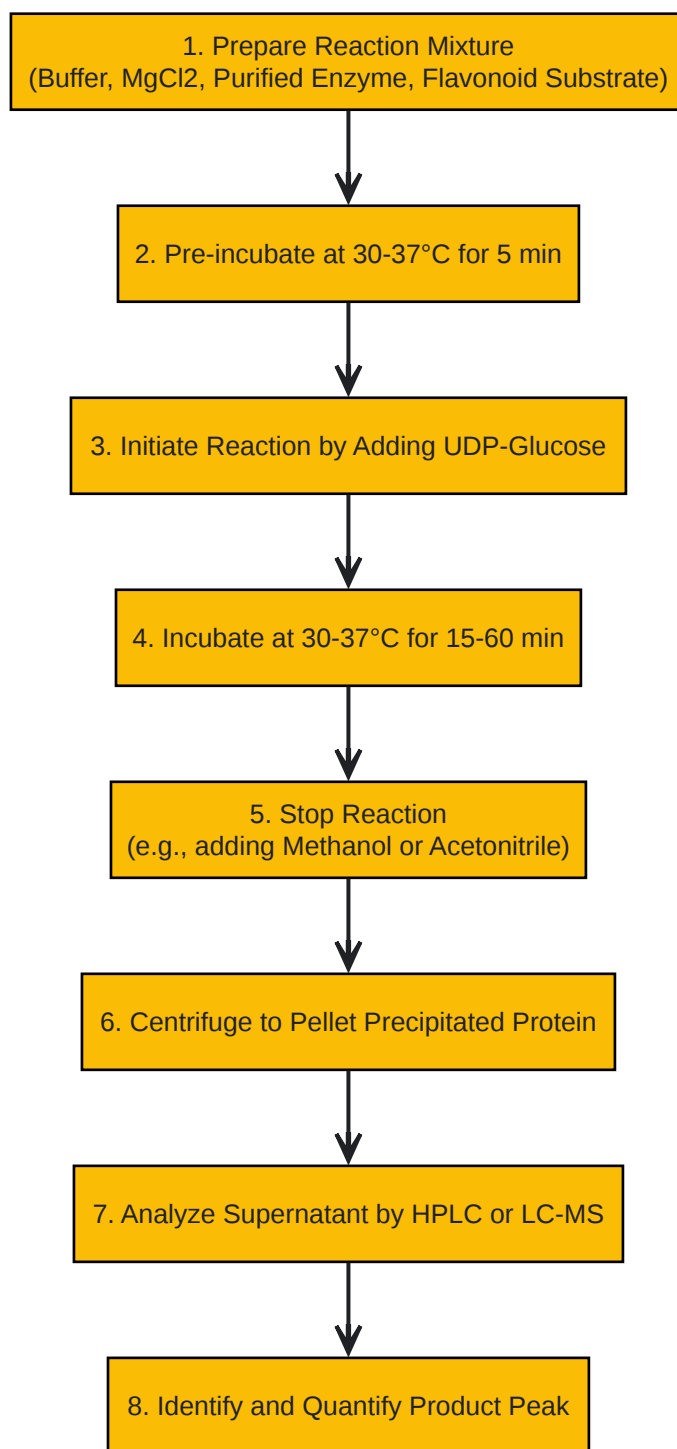 1. Prepare Reaction Mixture
(Buffer, MgCl2, Purified Enzyme, Flavonoid Substrate)
2. Pre-incubate at 30-37°C for 5 min
3. Initiate Reaction by Adding UDP-Glucose
4. Incubate at 30-37°C for 15-60 min
5. Stop Reaction
(e.g., adding Methanol or Acetonitrile)
6. Centrifuge to Pellet Precipitated Protein
7. Analyze Supernatant by HPLC or LC-MS
8. Identify and Quantify Product Peak